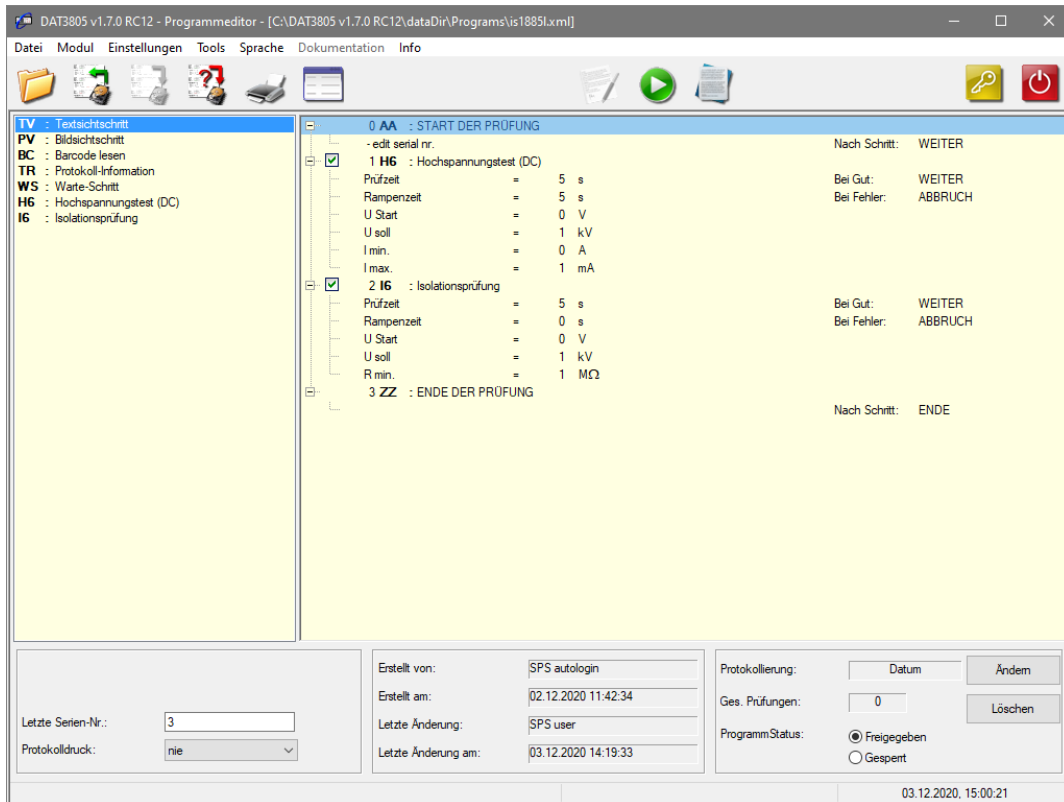 DAT3805 v1.7.0 RC12 - Programmeditor - [C:\DAT3805 v1.7.0 RC12\dataDir\Programs\is1885l.xml]
Datei Modul Einstellungen Tools Sprache Dokumentation Info
TV : Textsichtschritt
PV : Bildsichtschritt
BC : Barcode lesen
TR : Protokoll-Information
WS : Warte-Schritt
H6 : Hochspannungstest (DC)
I6 : Isolationsprüfung
0 AA : START DER PRÜFUNG
- edit serial nr. Nach Schritt: WEITER
1 H6 : Hochspannungstest (DC)
Prüfzeit = 5 s Bei Gut: WEITER
Rampenzeit = 5 s Bei Fehler: ABBRUCH
U Start = 0 V
U soll = 1 kV
I min. = 0 A
I max. = 1 mA
2 I6 : Isolationsprüfung
Prüfzeit = 5 s Bei Gut: WEITER
Rampenzeit = 0 s Bei Fehler: ABBRUCH
U Start = 0 V
U soll = 1 kV
R min. = 1 MΩ
3 ZZ : ENDE DER PRÜFUNG
Nach Schritt: ENDE
Letzte Serien-Nr.: 3
Protokolldruck: nie
Erstellt von: SPS autologin
Erstellt am: 02.12.2020 11:42:34
Letzte Änderung: SPS user
Letzte Änderung am: 03.12.2020 14:19:33
Protokollierung: Datum Ändern
Ges. Prüfungen: 0 Löschen
ProgrammStatus: Freigegeben
Gesperrt
03.12.2020, 15:00:21